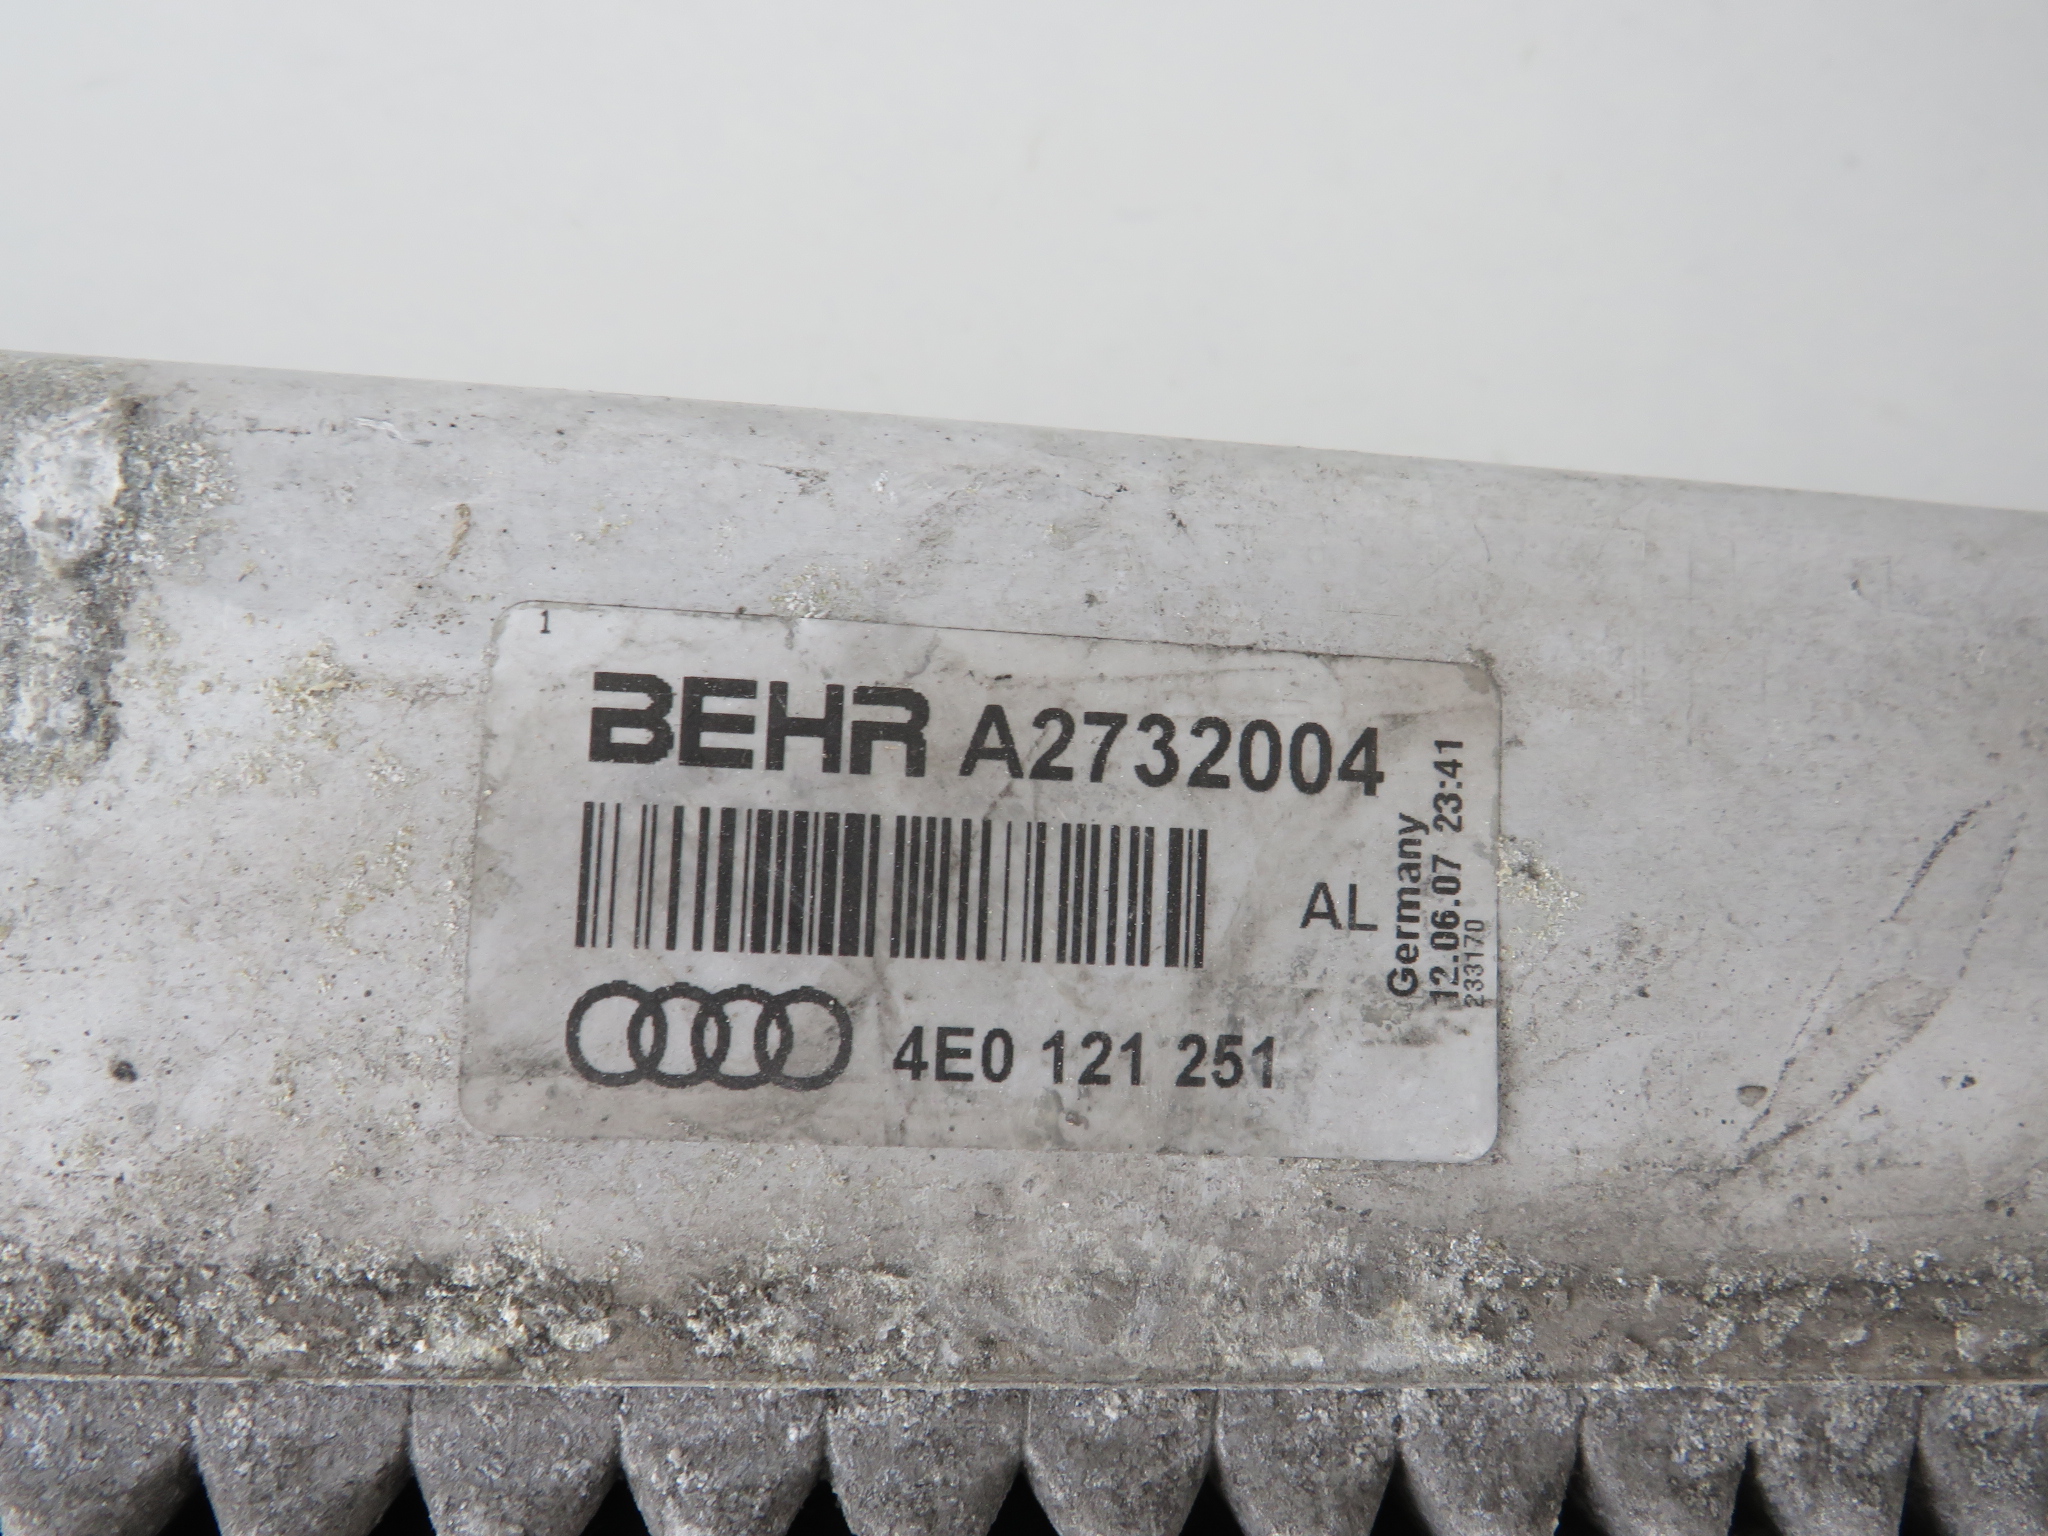 1
BEHR A2732004
AL
Germany
12.06.07 23:41
233170
4E0 121 251